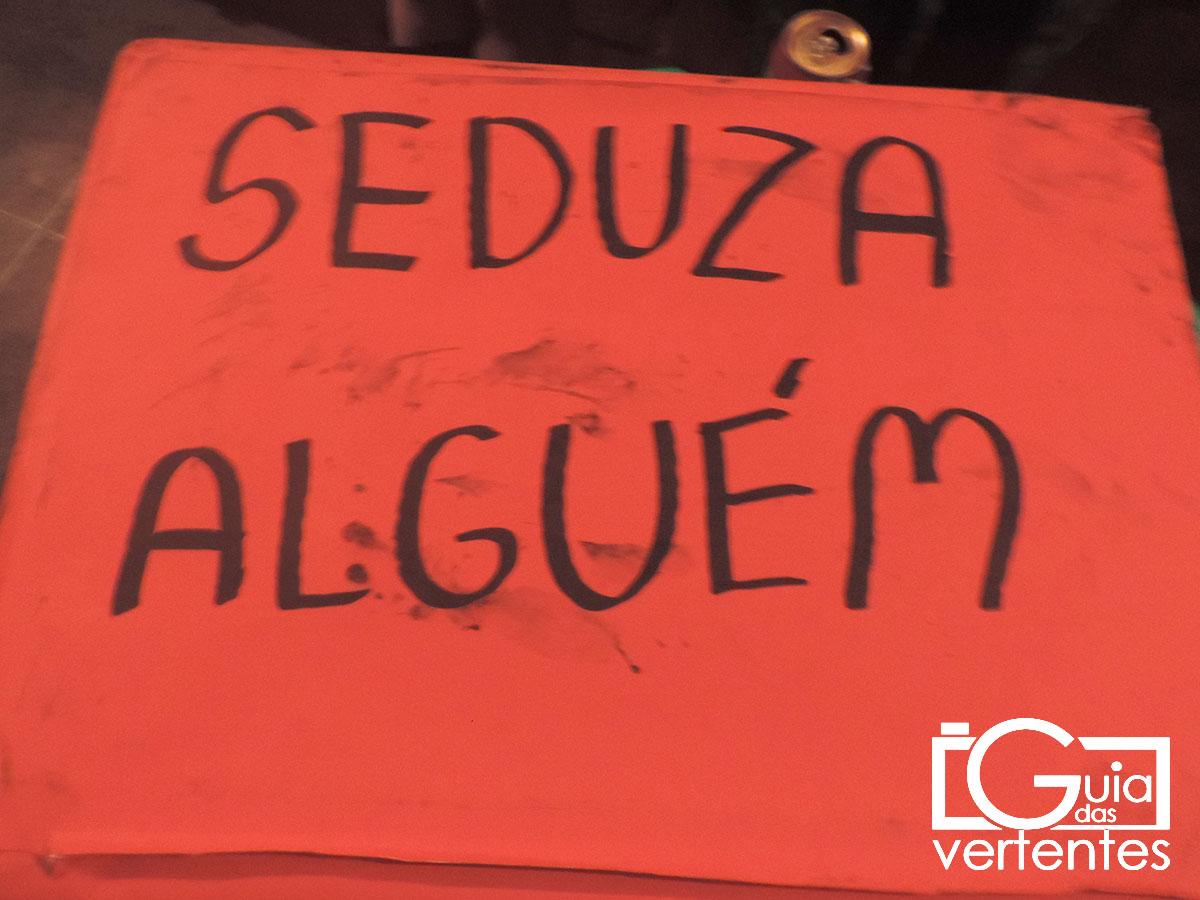 SEDUZA
ALGUÉM
Guia
das
vertentes